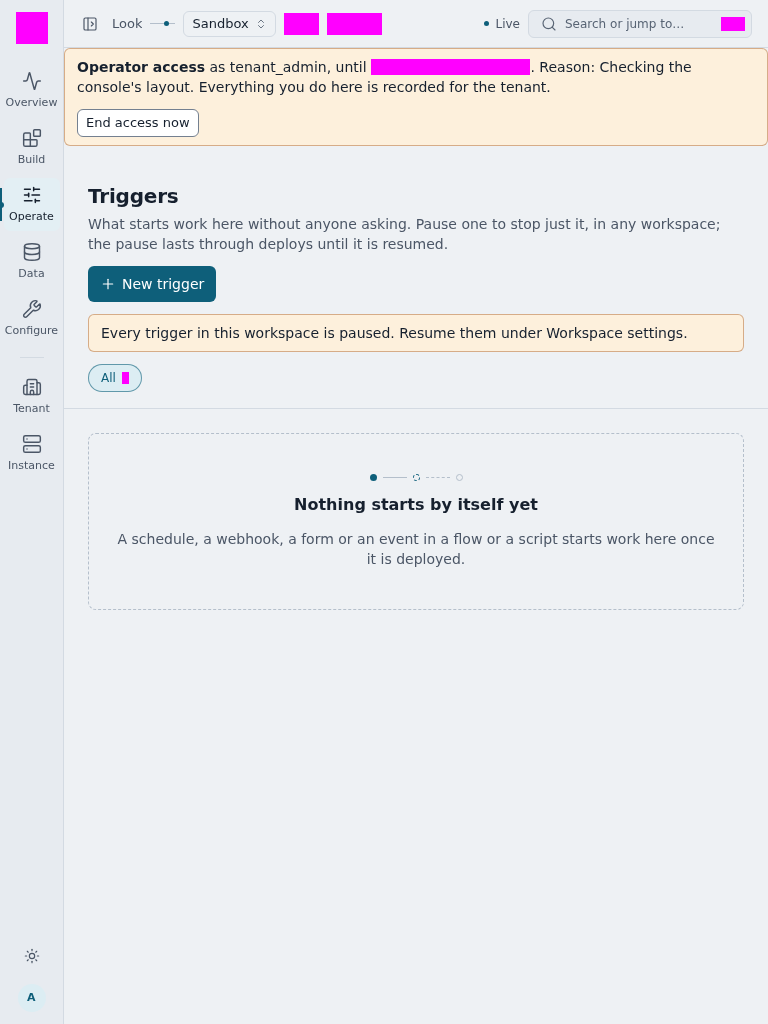 Look
Sandbox
Live
Search or jump to…
Operator access as tenant_admin, until . Reason: Checking the
console's layout. Everything you do here is recorded for the tenant.
End access now
Overview
Build
Operate
Data
Configure
Tenant
Instance
A
Triggers
What starts work here without anyone asking. Pause one to stop just it, in any workspace;
the pause lasts through deploys until it is resumed.
New trigger
Every trigger in this workspace is paused. Resume them under Workspace settings.
All
Nothing starts by itself yet
A schedule, a webhook, a form or an event in a flow or a script starts work here once
it is deployed.